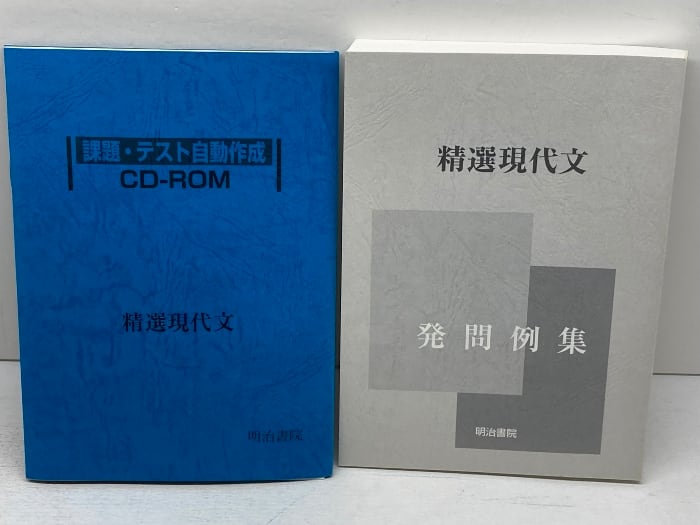 課題・テスト自動作成
CD-ROM
精選現代文
明治書院
精選現代文
発問例集
明治書院